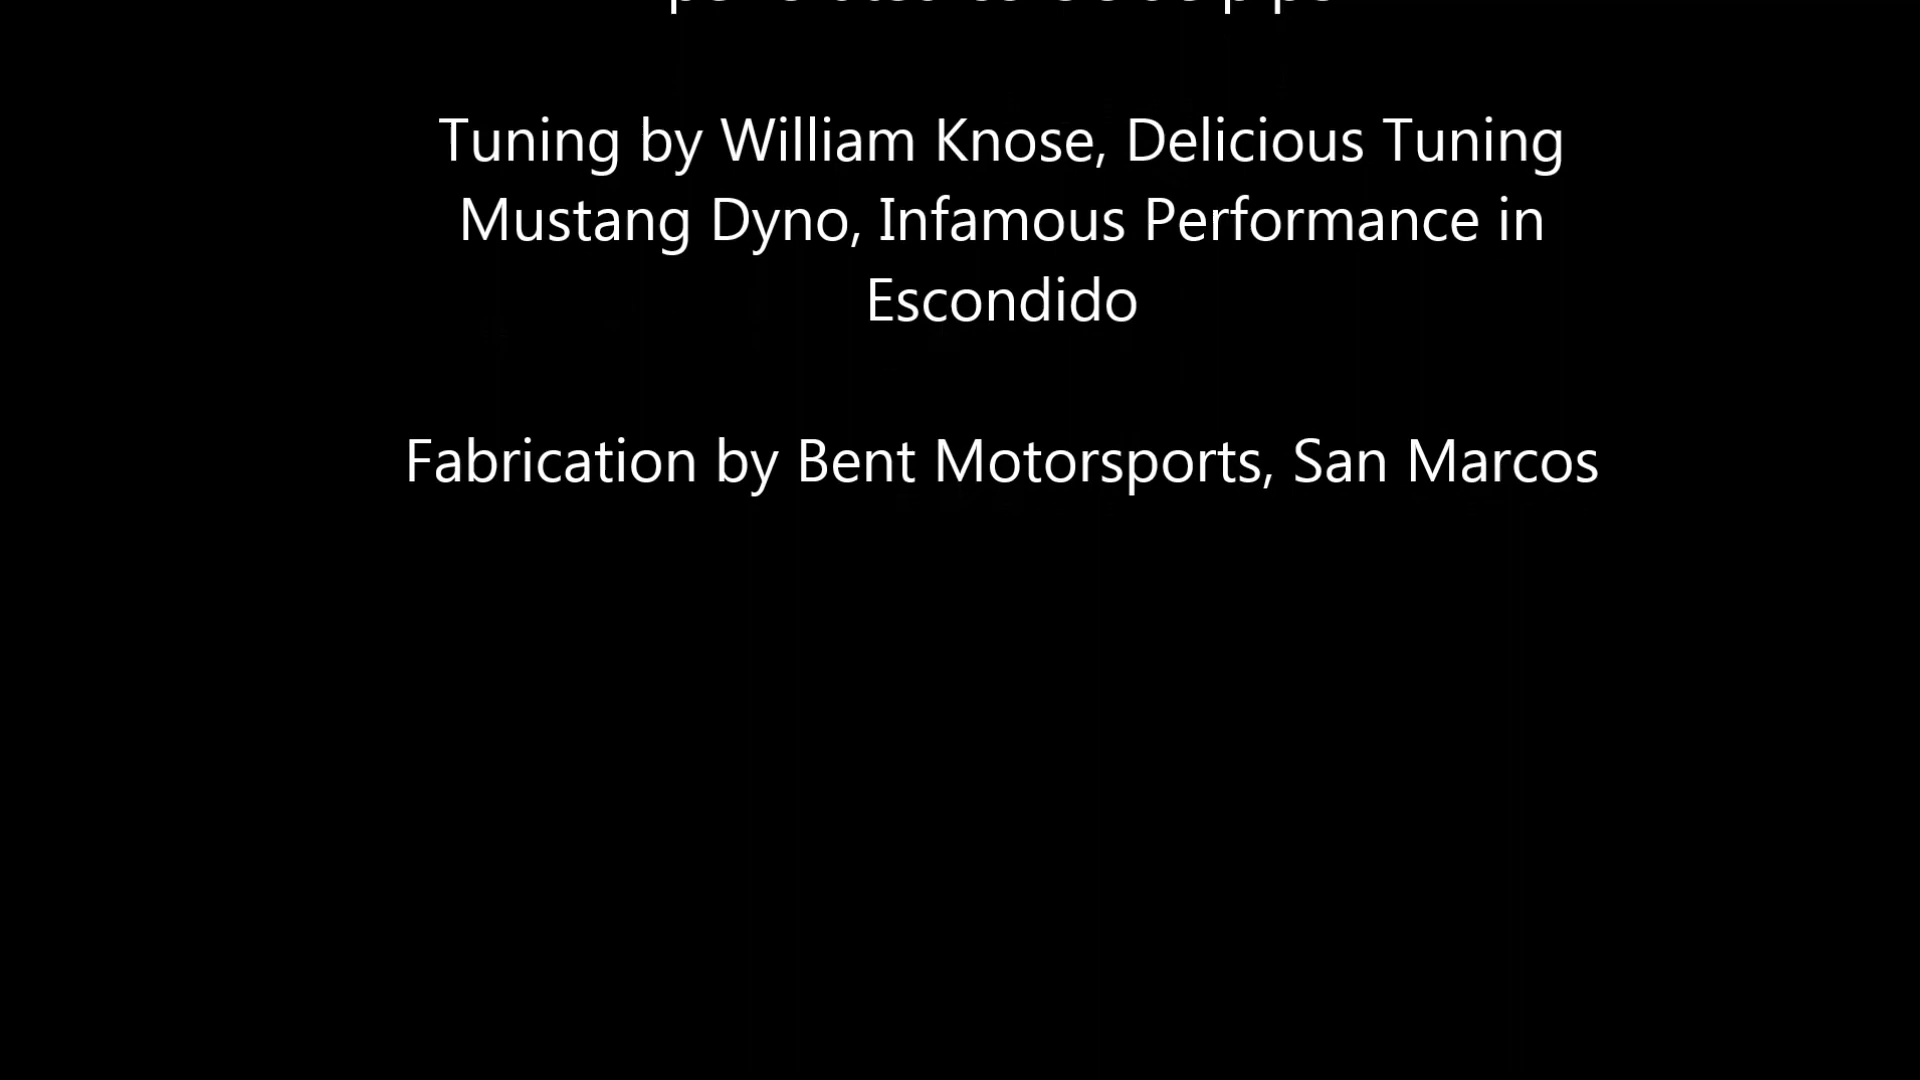 Tuning by William Knose, Delicious Tuning
Mustang Dyno, Infamous Performance in
Escondido
Fabrication by Bent Motorsports, San Marcos